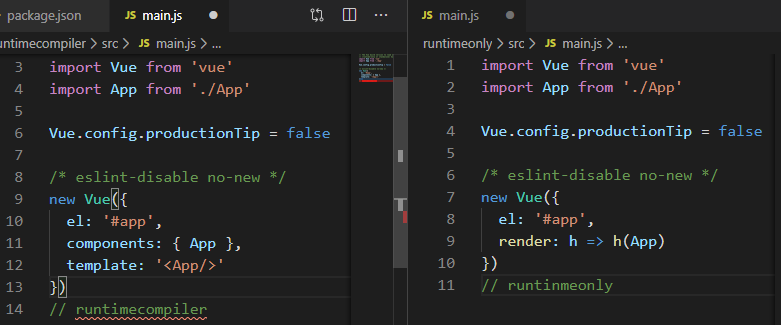 package.json
JS main.js
JS main.js
untimecompiler > src > JS main.js > ...
3 import Vue from 'vue'
4 import App from './App'
5
6 Vue.config.productionTip = false
7
8 /* eslint-disable no-new */
9 new Vue({
10 el: '#app',
11 components: { App },
12 template: '<App/>'
13 })
14 // runtimecompiler
runtimeonly > src > JS main.js > ...
1 import Vue from 'vue'
2 import App from './App'
3
4 Vue.config.productionTip = false
5
6 /* eslint-disable no-new */
7 new Vue({
8 el: '#app',
9 render: h => h(App)
10 })
11 // runtinmeonly